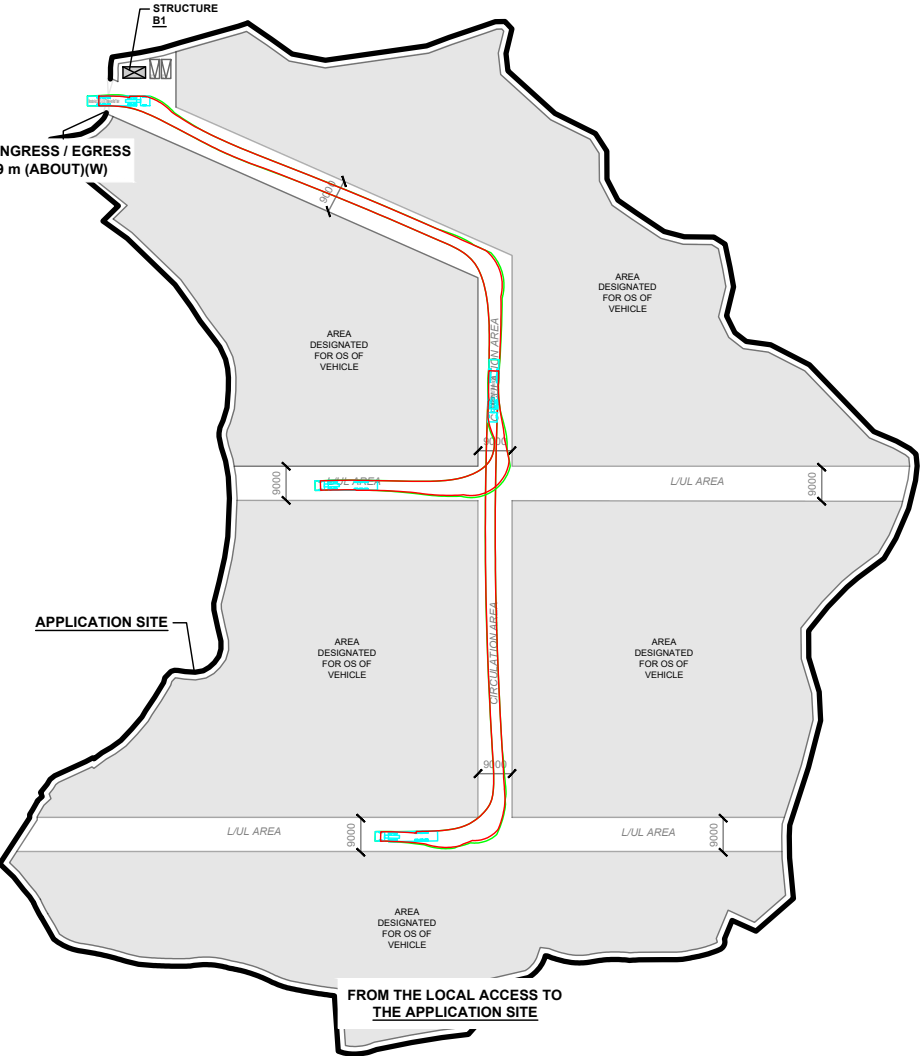 STRUCTURE
B1
NGRESS / EGRESS
9 m (ABOUT)(W)
9000
AREA
DESIGNATED
FOR OS OF
VEHICLE
AREA
DESIGNATED
FOR OS OF
VEHICLE
CIRCULATION AREA
9000
9000
L/UL AREA
L/UL AREA
9000
APPLICATION SITE
CIRCULATION AREA
AREA
DESIGNATED
FOR OS OF
VEHICLE
AREA
DESIGNATED
FOR OS OF
VEHICLE
9000
L/UL AREA
9000
L/UL AREA
9000
AREA
DESIGNATED
FOR OS OF
VEHICLE
FROM THE LOCAL ACCESS TO
THE APPLICATION SITE